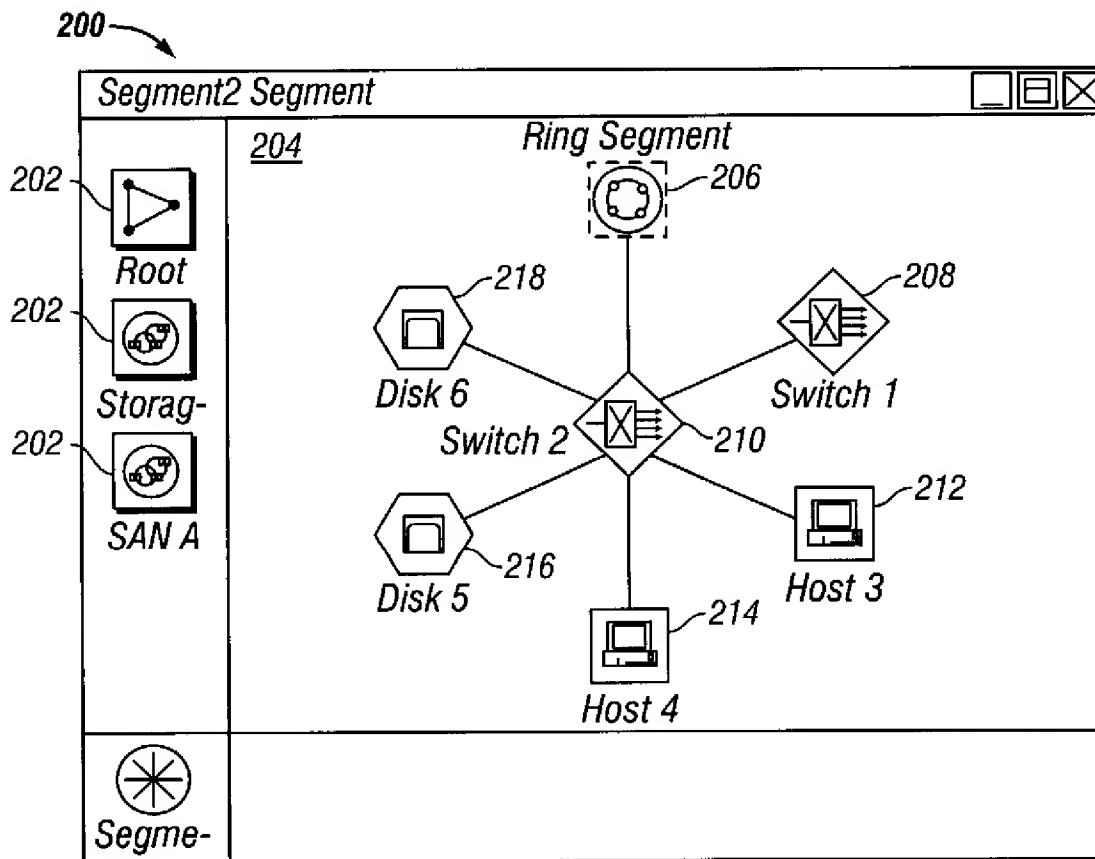 200
Segment2 Segment
204
Ring Segment
206
202
Root
218
208
202
Disk 6
Switch 1
Storag-
Switch 2
210
202
212
SAN A
216
Disk 5
Host 3
214
Host 4
Segme-